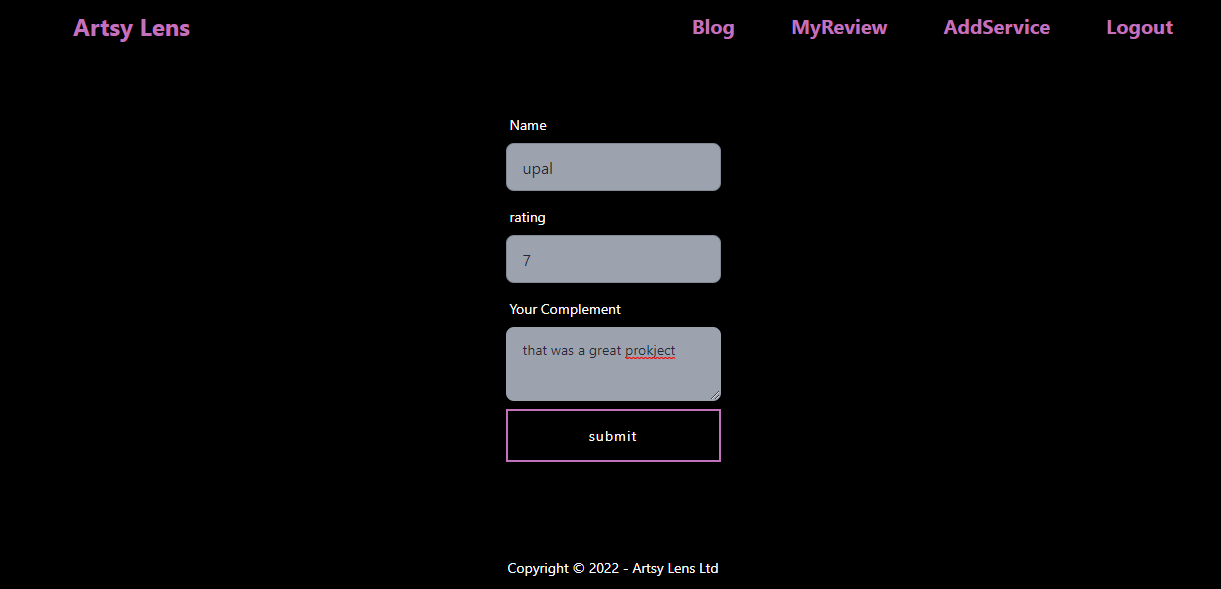 Artsy Lens Blog MyReview AddService Logout
Name
upal
rating
7
Your Complement
that was a great prokject
submit
Copyright © 2022 - Artsy Lens Ltd